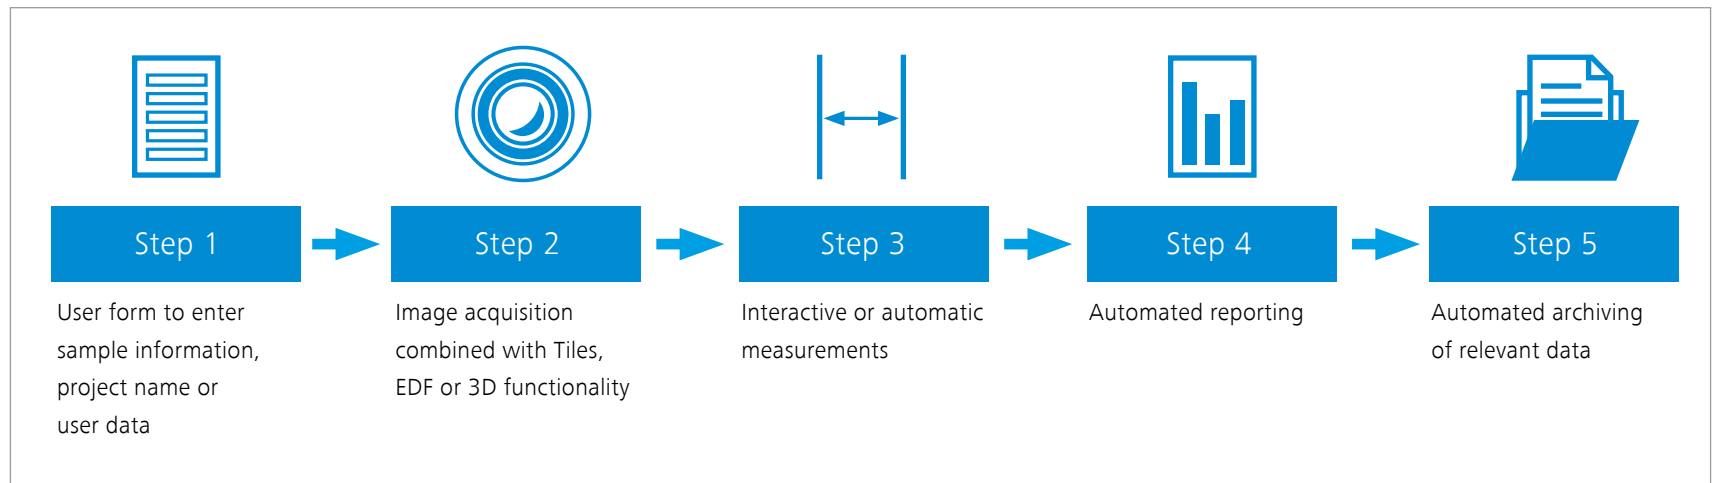 Step 1
User form to enter
sample information,
project name or
user data
Step 2
Image acquisition
combined with Tiles,
EDF or 3D functionality
Step 3
Interactive or automatic
measurements
Step 4
Automated reporting
Step 5
Automated archiving
of relevant data